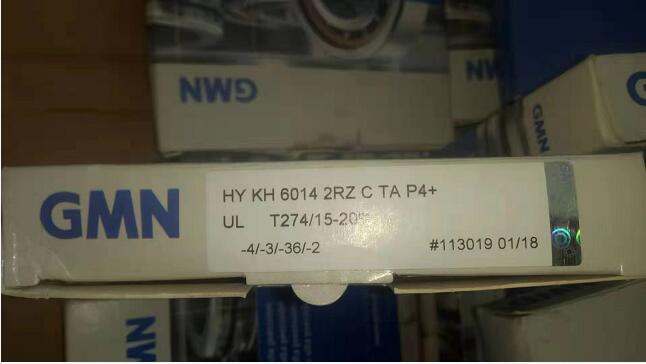 GMN
GMN
GMN
HY KH 6014 2RZ C TA P4+
UL T274/15-20%
-4/-3/-36/-2
#113019 01/18